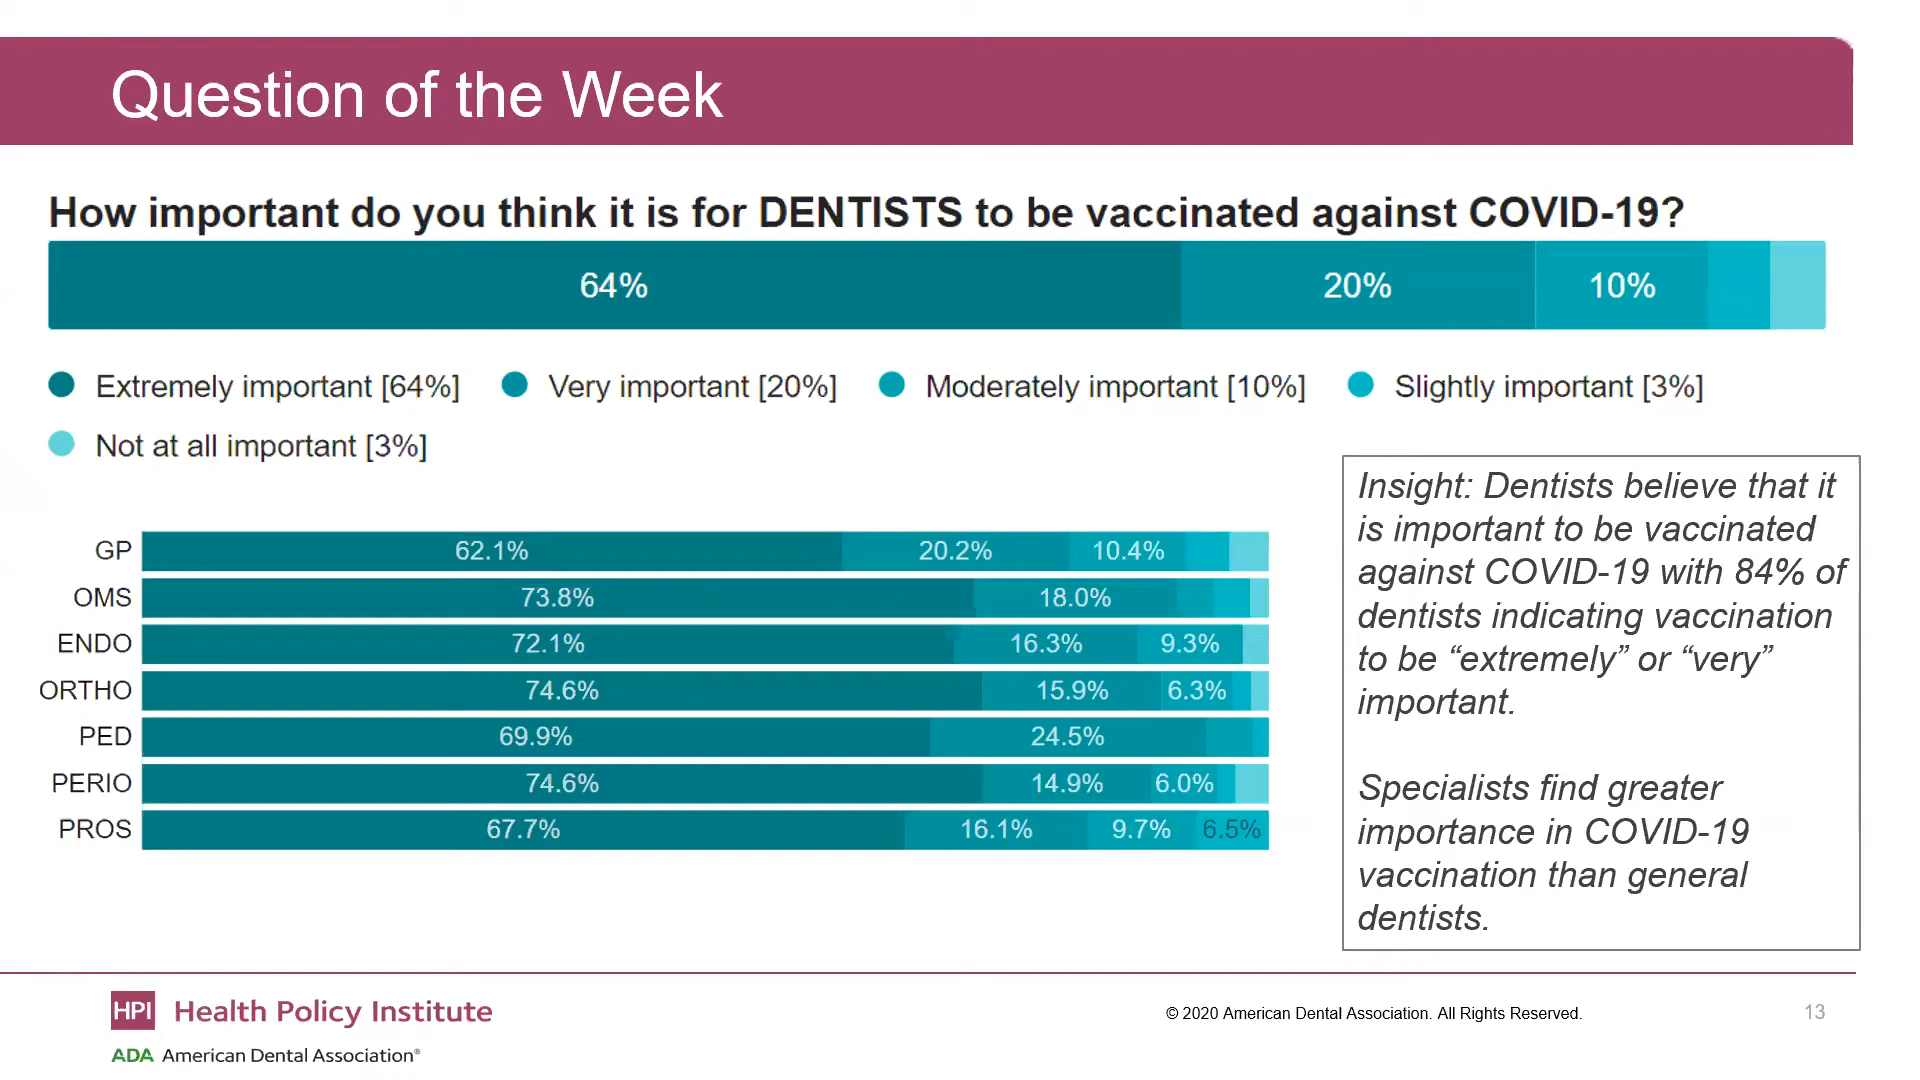 Question of the Week
How important do you think it is for DENTISTS to be vaccinated against COVID-19?
64% 20% 10%
Extremely important [64%] Very important [20%] Moderately important [10%] Slightly important [3%]
Not at all important [3%]
GP 62.1% 20.2% 10.4%
OMS 73.8% 18.0%
ENDO 72.1% 16.3% 9.3%
ORTHO 74.6% 15.9% 6.3%
PED 69.9% 24.5%
PERIO 74.6% 14.9% 6.0%
PROS 67.7% 16.1% 9.7% 6.5%
Insight: Dentists believe that it
is important to be vaccinated
against COVID-19 with 84% of
dentists indicating vaccination
to be “extremely” or “very”
important.
Specialists find greater
importance in COVID-19
vaccination than general
dentists.
HPI Health Policy Institute
ADA American Dental Association®
© 2020 American Dental Association. All Rights Reserved.
13